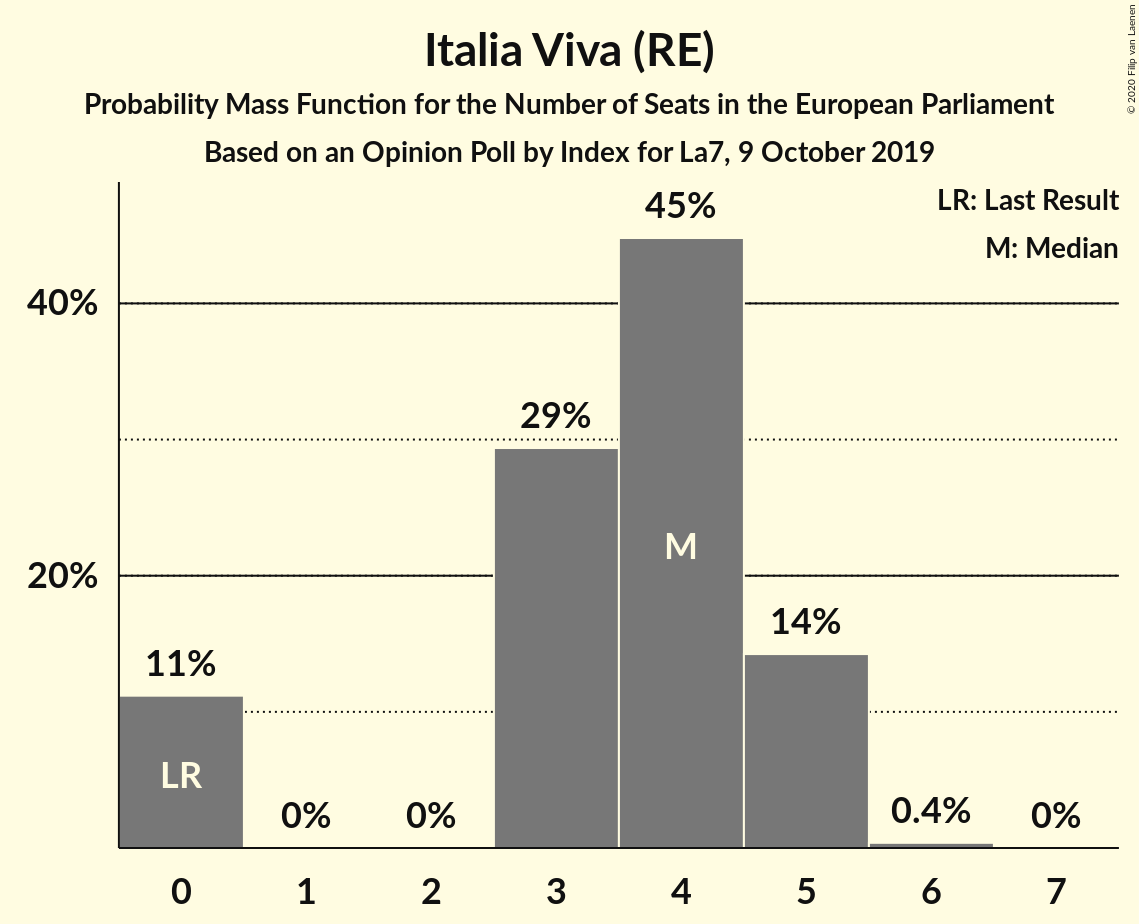 Italia Viva (RE)
Probability Mass Function for the Number of Seats in the European Parliament
Based on an Opinion Poll by Index for La7, 9 October 2019
© 2020 Filip van Laenen
LR: Last Result
M: Median
45%
40%
29%
M
20%
14%
11%
LR
0%
0%
0.4%
0%
0 1 2 3 4 5 6 7